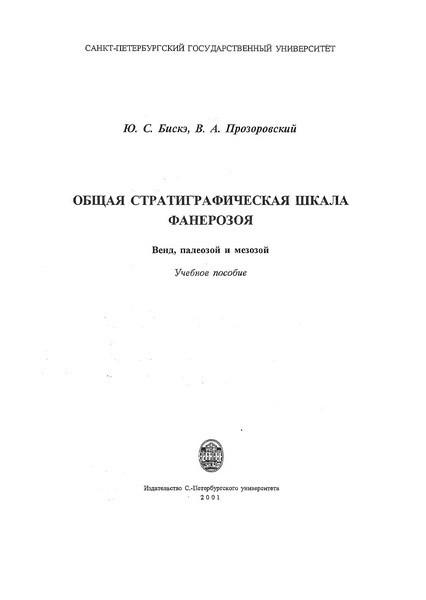 САНКТ-ПЕТЕРБУРГСКИЙ ГОСУДАРСТВЕННЫЙ УНИВЕРСИТЕТ
Ю. С. Бискэ, В. А. Прозоровский
ОБЩАЯ СТРАТИГРАФИЧЕСКАЯ ШКАЛА
ФАНЕРОЗОЯ
Венд, палеозой и мезозой
Учебное пособие
Издательство С.-Петербургского университета
2001